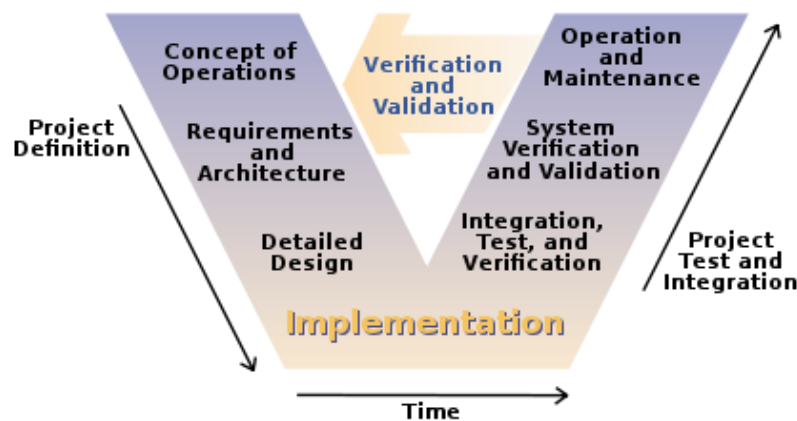 Concept of
Operations
Verification
and
Validation
Operation
and
Maintenance
Project
Definition
Requirements
and
Architecture
System
Verification
and Validation
Detailed
Design
Integration,
Test, and
Verification
Project
Test and
Integration
Implementation
Time